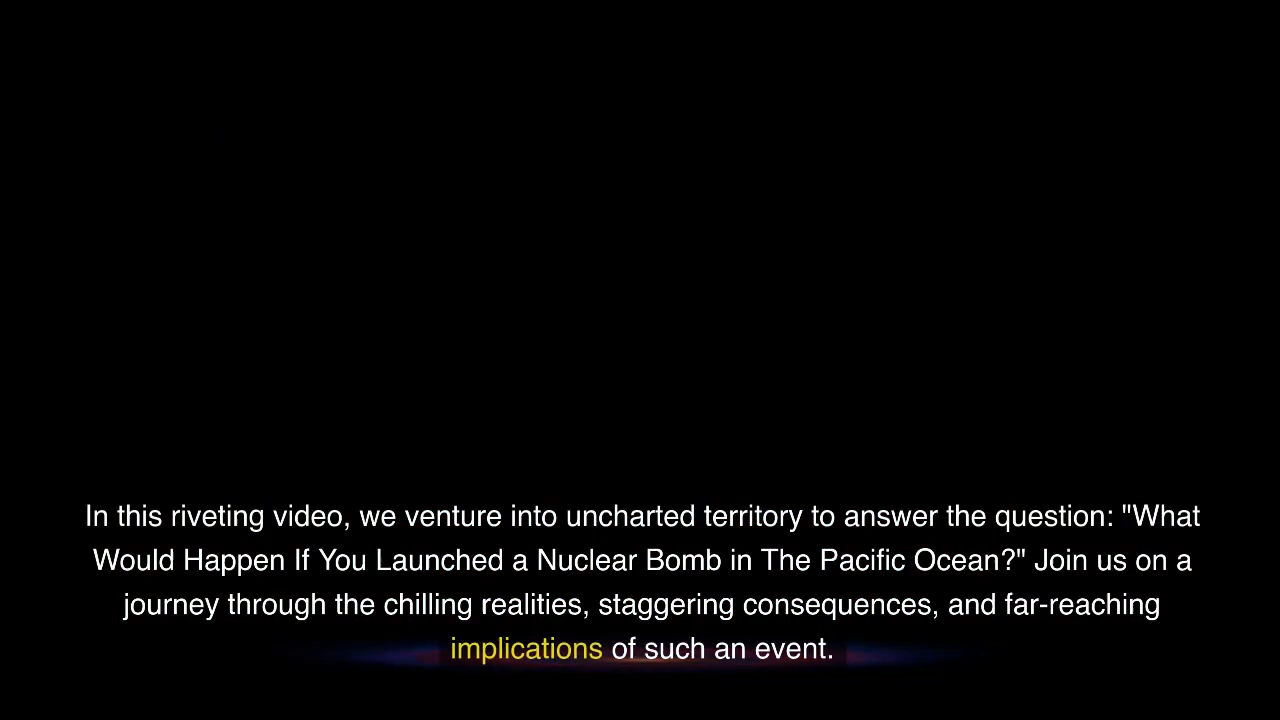 In this riveting video, we venture into uncharted territory to answer the question: "What
Would Happen If You Launched a Nuclear Bomb in The Pacific Ocean?" Join us on a
journey through the chilling realities, staggering consequences, and far-reaching
implications of such an event.